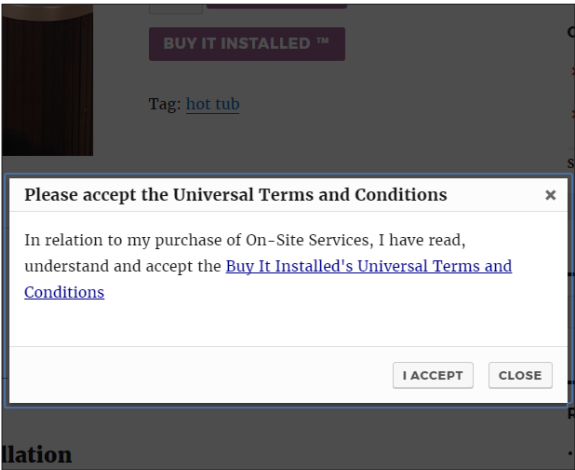 BUY IT INSTALLED ™
Tag: hot tub
Please accept the Universal Terms and Conditions ×
In relation to my purchase of On-Site Services, I have read,
understand and accept the Buy It Installed's Universal Terms and
Conditions
I ACCEPT CLOSE
llation